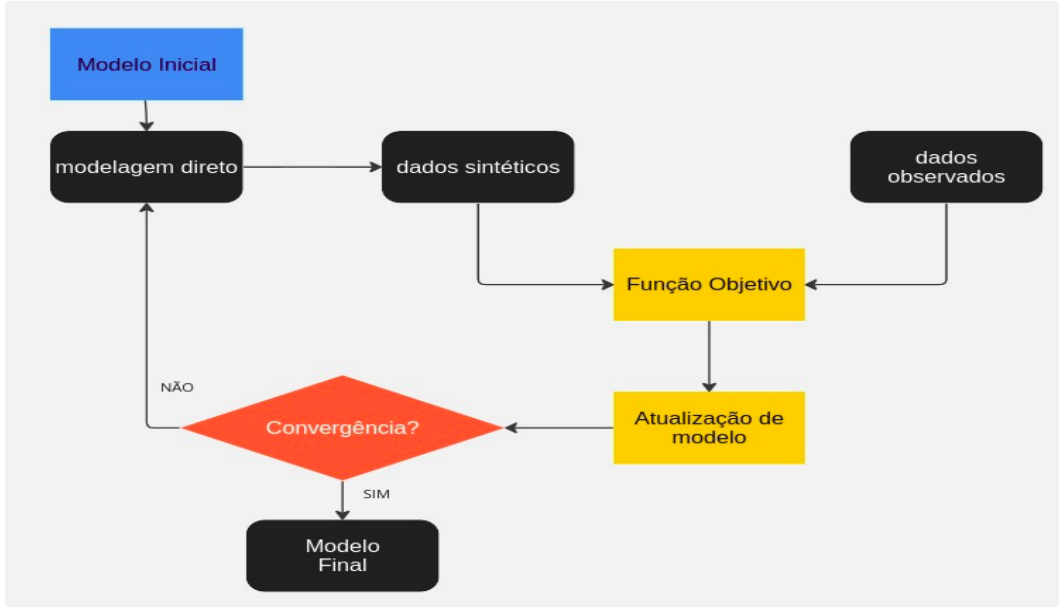 Modelo Inicial
modelagem direto
dados sintéticos
dados
observados
Função Objetivo
Atualização de
modelo
Convergência?
NÃO
SIM
Modelo
Final